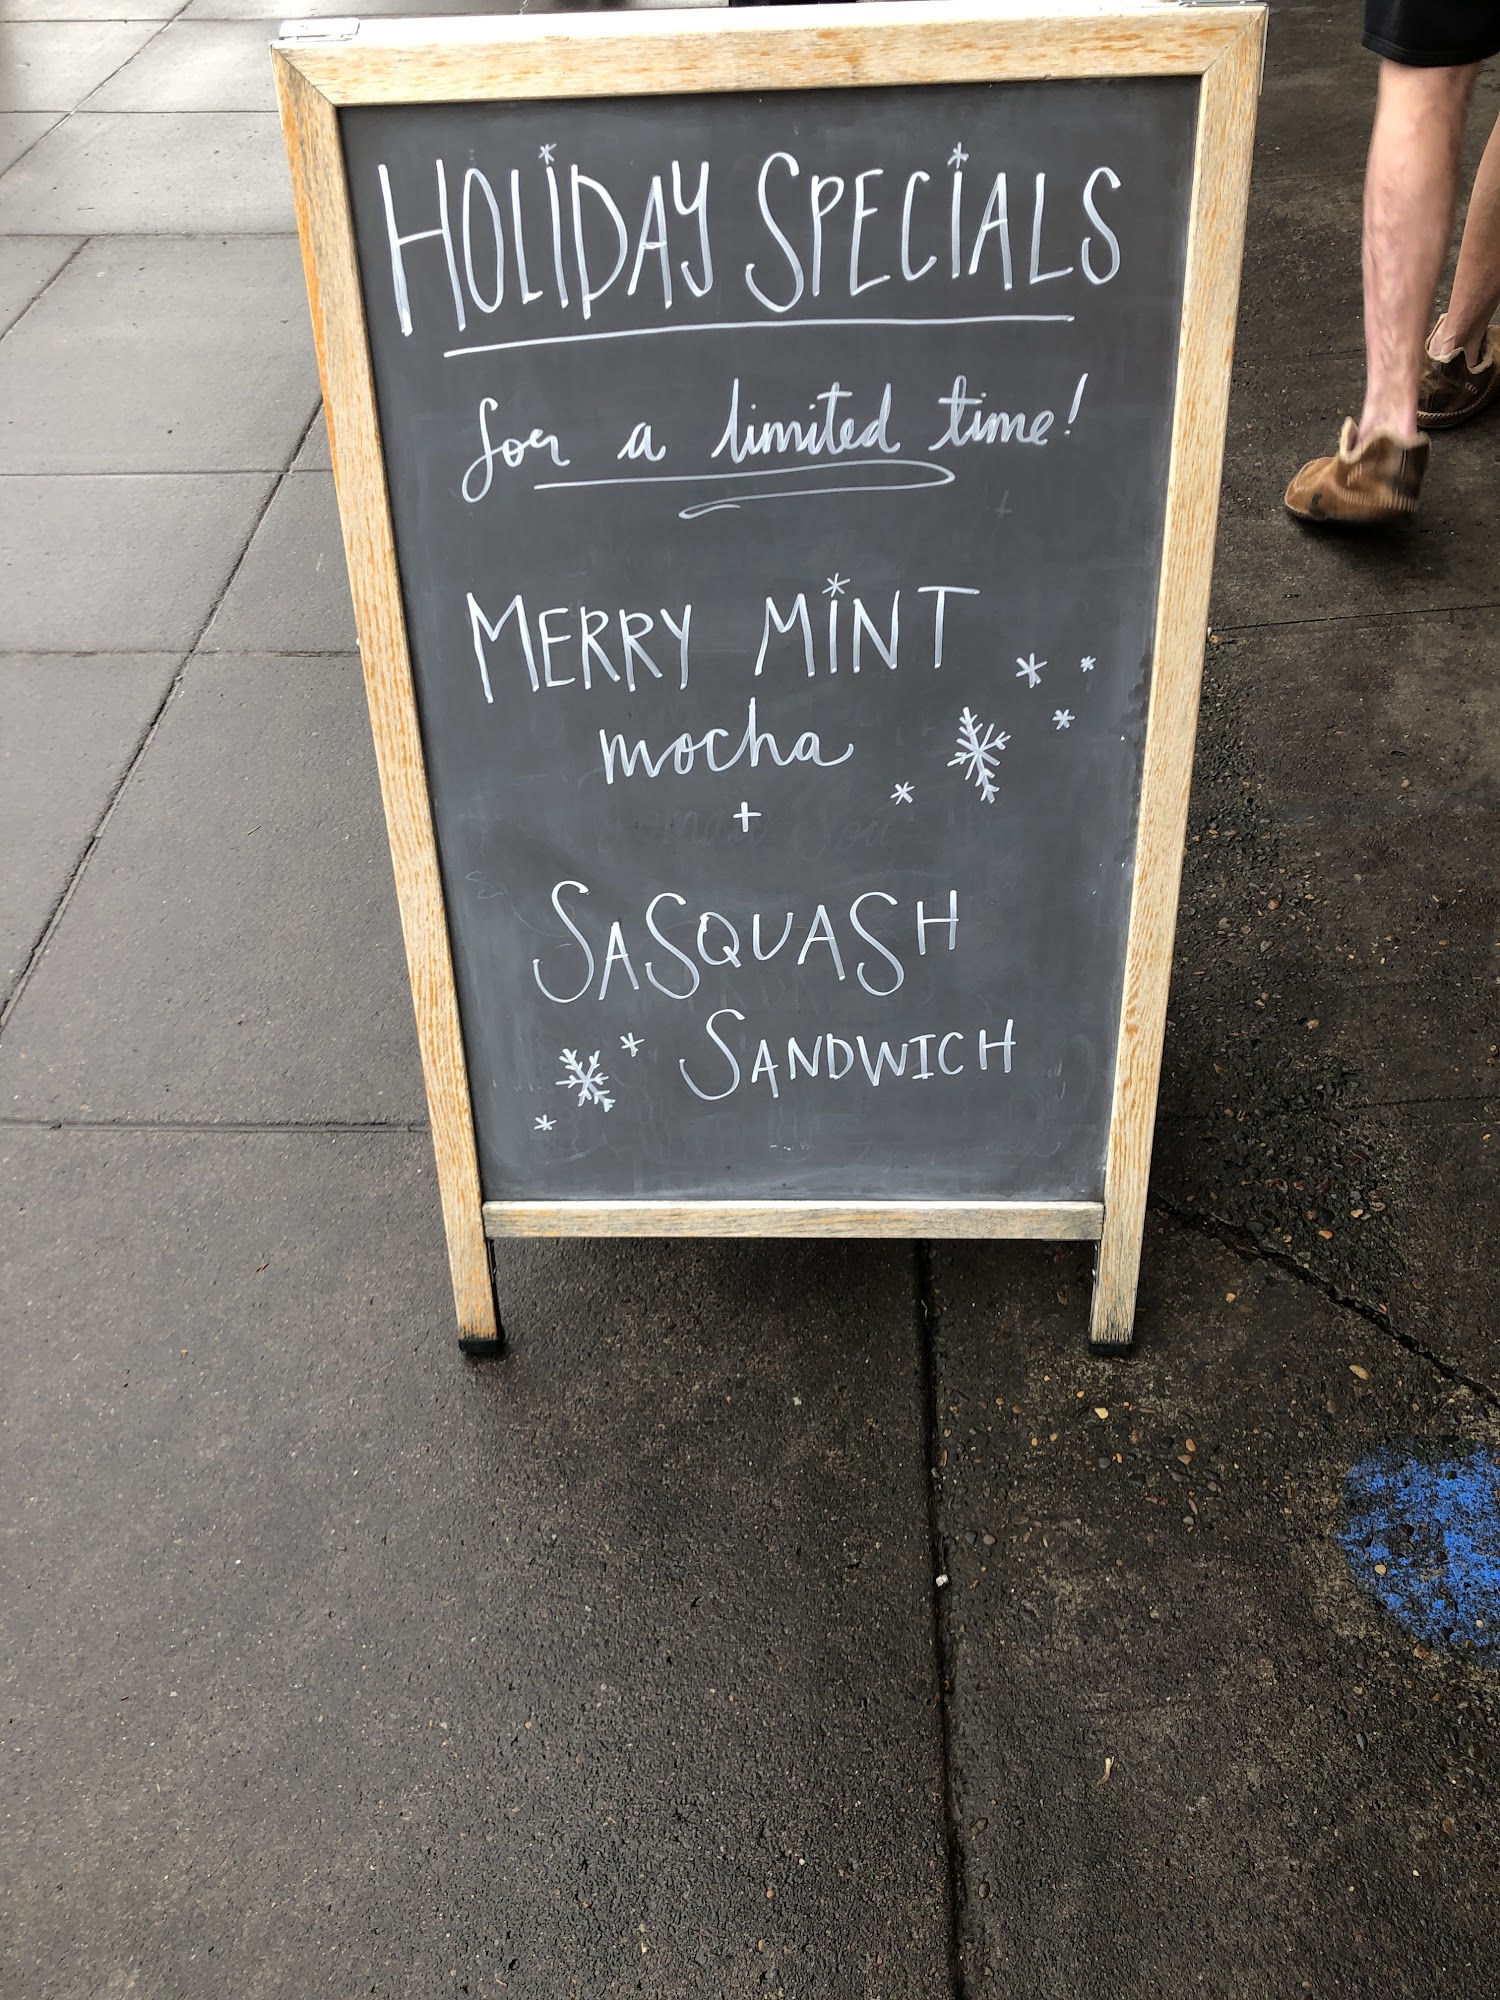 HOLiDAY SPECiALS
for a limited time!
MERRY MiNT
mocha
+
SASQUASH
SANDWICH